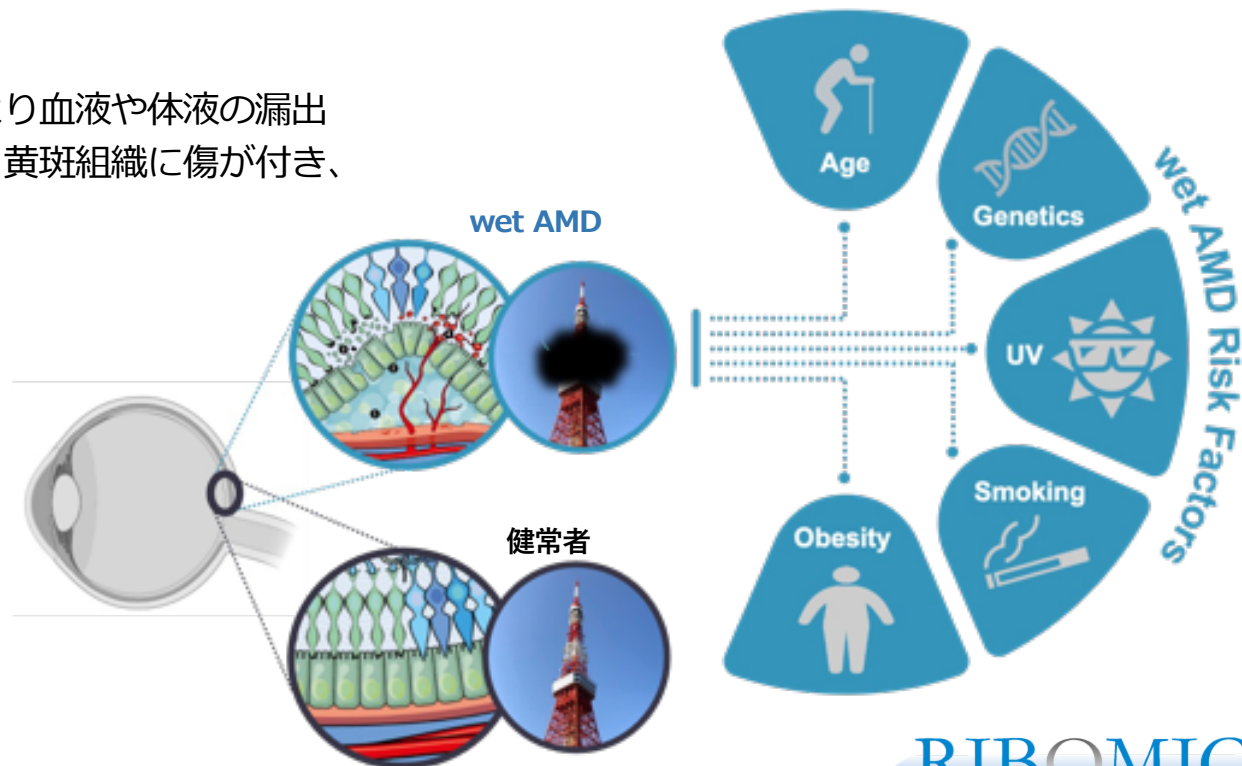 り血液や体液の漏出
黄斑組織に傷が付き、
wet AMD
健常者
Age
Genetics
UV
Smoking
Obesity
wet AMD Risk Factors
RIBOMIC